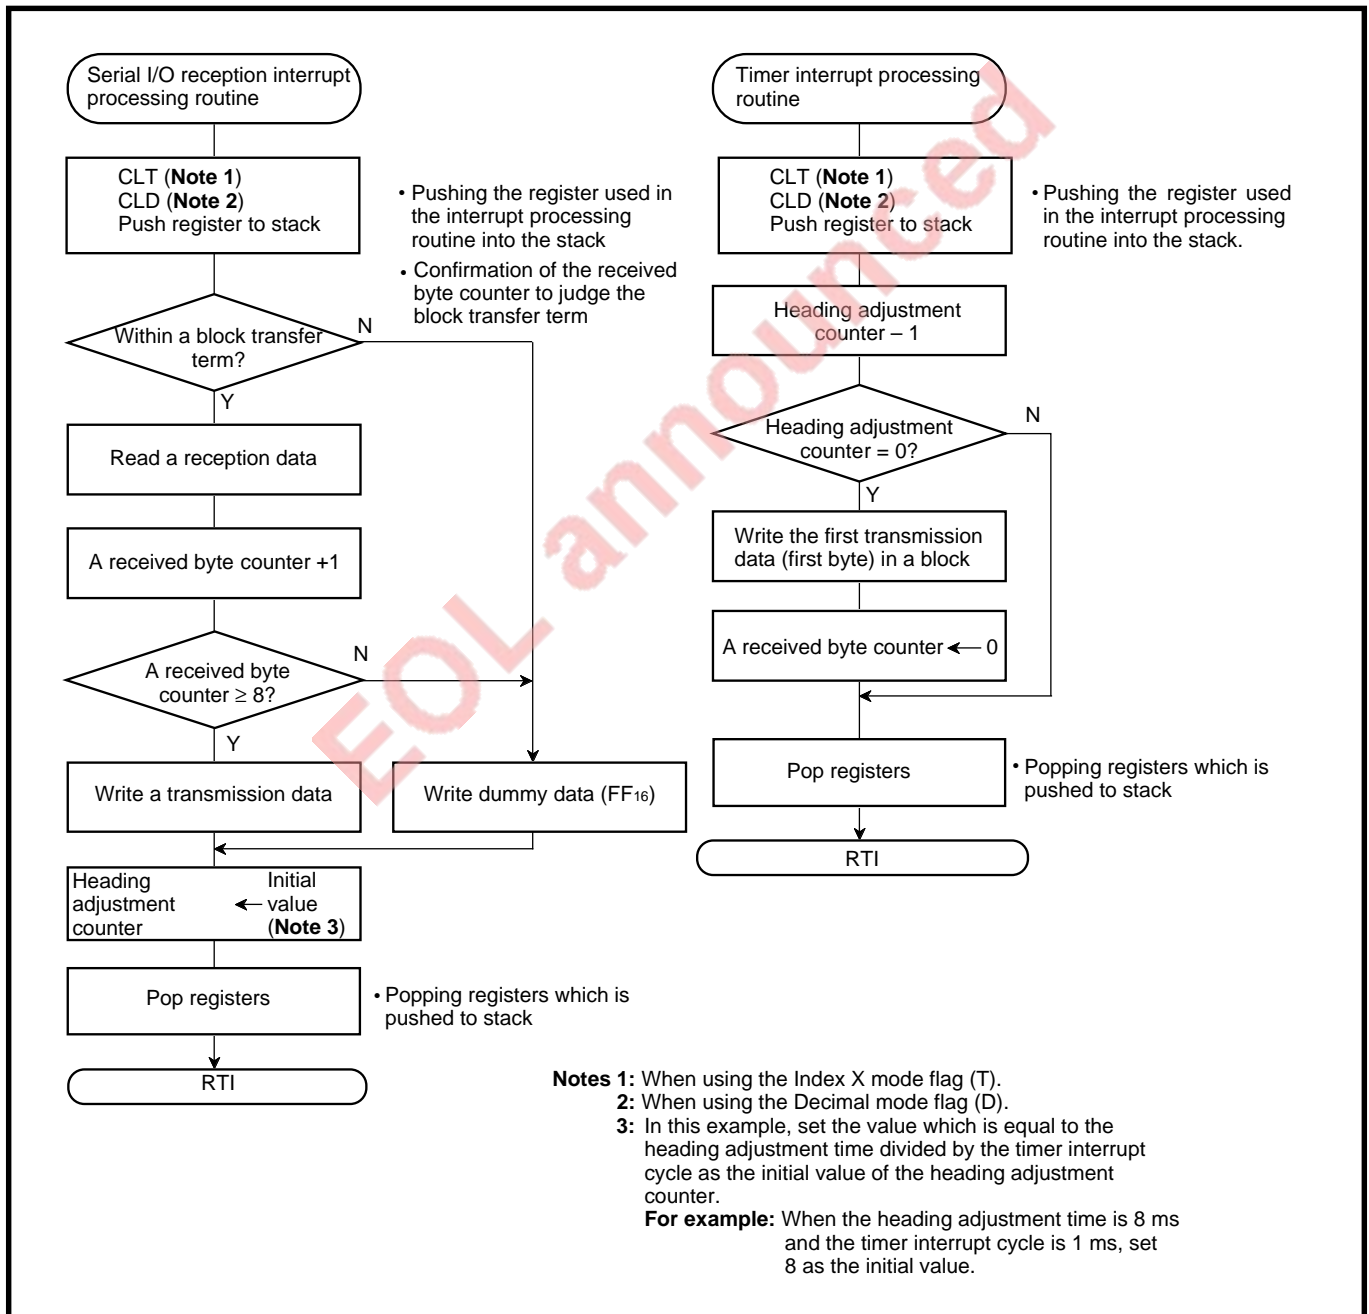 Serial I/O reception interrupt
processing routine
CLT (Note 1)
CLD (Note 2)
Push register to stack
• Pushing the register used in
the interrupt processing
routine into the stack
• Confirmation of the received
byte counter to judge the
block transfer term
Within a block transfer
term?
N
Y
Read a reception data
A received byte counter +1
A received byte
counter ≥ 8?
N
Y
Write a transmission data
Write dummy data (FF16)
Heading
adjustment
counter
← Initial
value
(Note 3)
Pop registers
• Popping registers which is
pushed to stack
RTI
Timer interrupt processing
routine
CLT (Note 1)
CLD (Note 2)
Push register to stack
• Pushing the register used
in the interrupt processing
routine into the stack.
Heading adjustment
counter – 1
Heading adjustment
counter = 0?
N
Y
Write the first transmission
data (first byte) in a block
A received byte counter ← 0
Pop registers
• Popping registers which is
pushed to stack
RTI
Notes 1: When using the Index X mode flag (T).
2: When using the Decimal mode flag (D).
3: In this example, set the value which is equal to the
heading adjustment time divided by the timer interrupt
cycle as the initial value of the heading adjustment
counter.
For example: When the heading adjustment time is 8 ms
and the timer interrupt cycle is 1 ms, set
8 as the initial value.
EOL announced